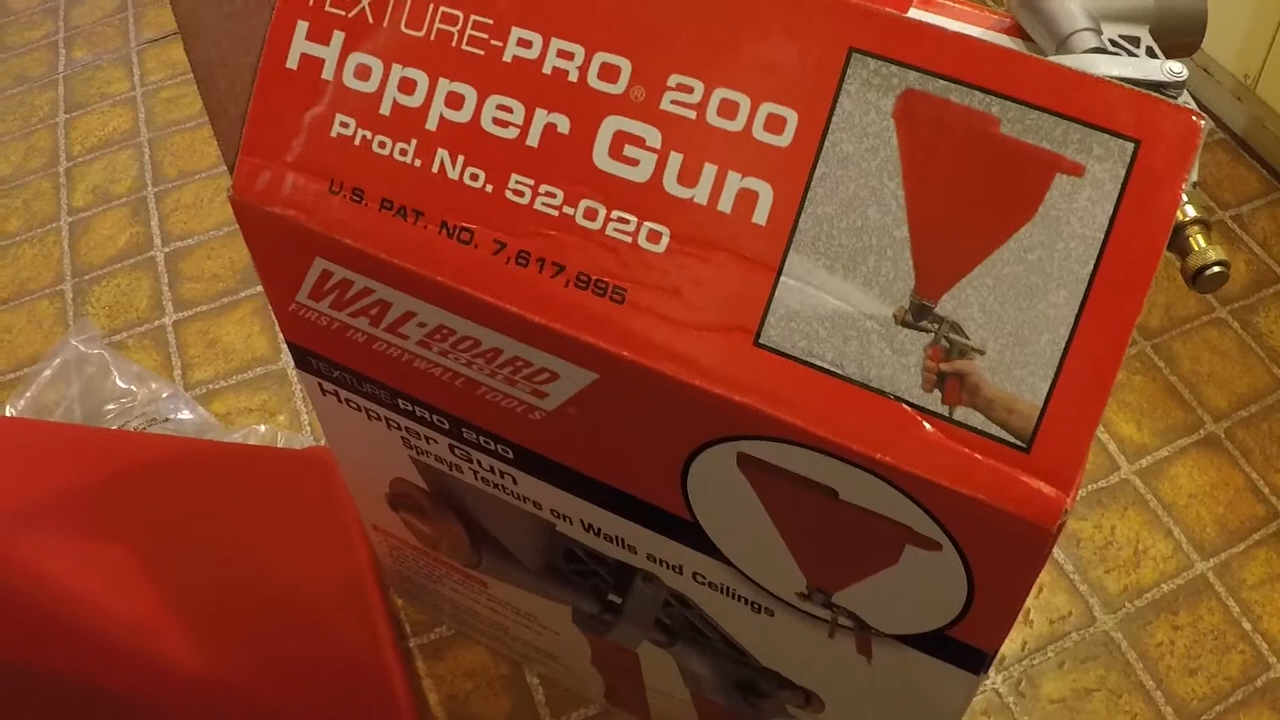 TEXTURE-PRO® 200
Hopper Gun
Prod. No. 52-020
U.S. PAT. NO. 7,617,995
WAL-BOARD
TOOLS
FIRST IN DRYWALL TOOLS
TEXTURE-PRO 200
Hopper Gun
Sprays Texture on Walls and Ceilings